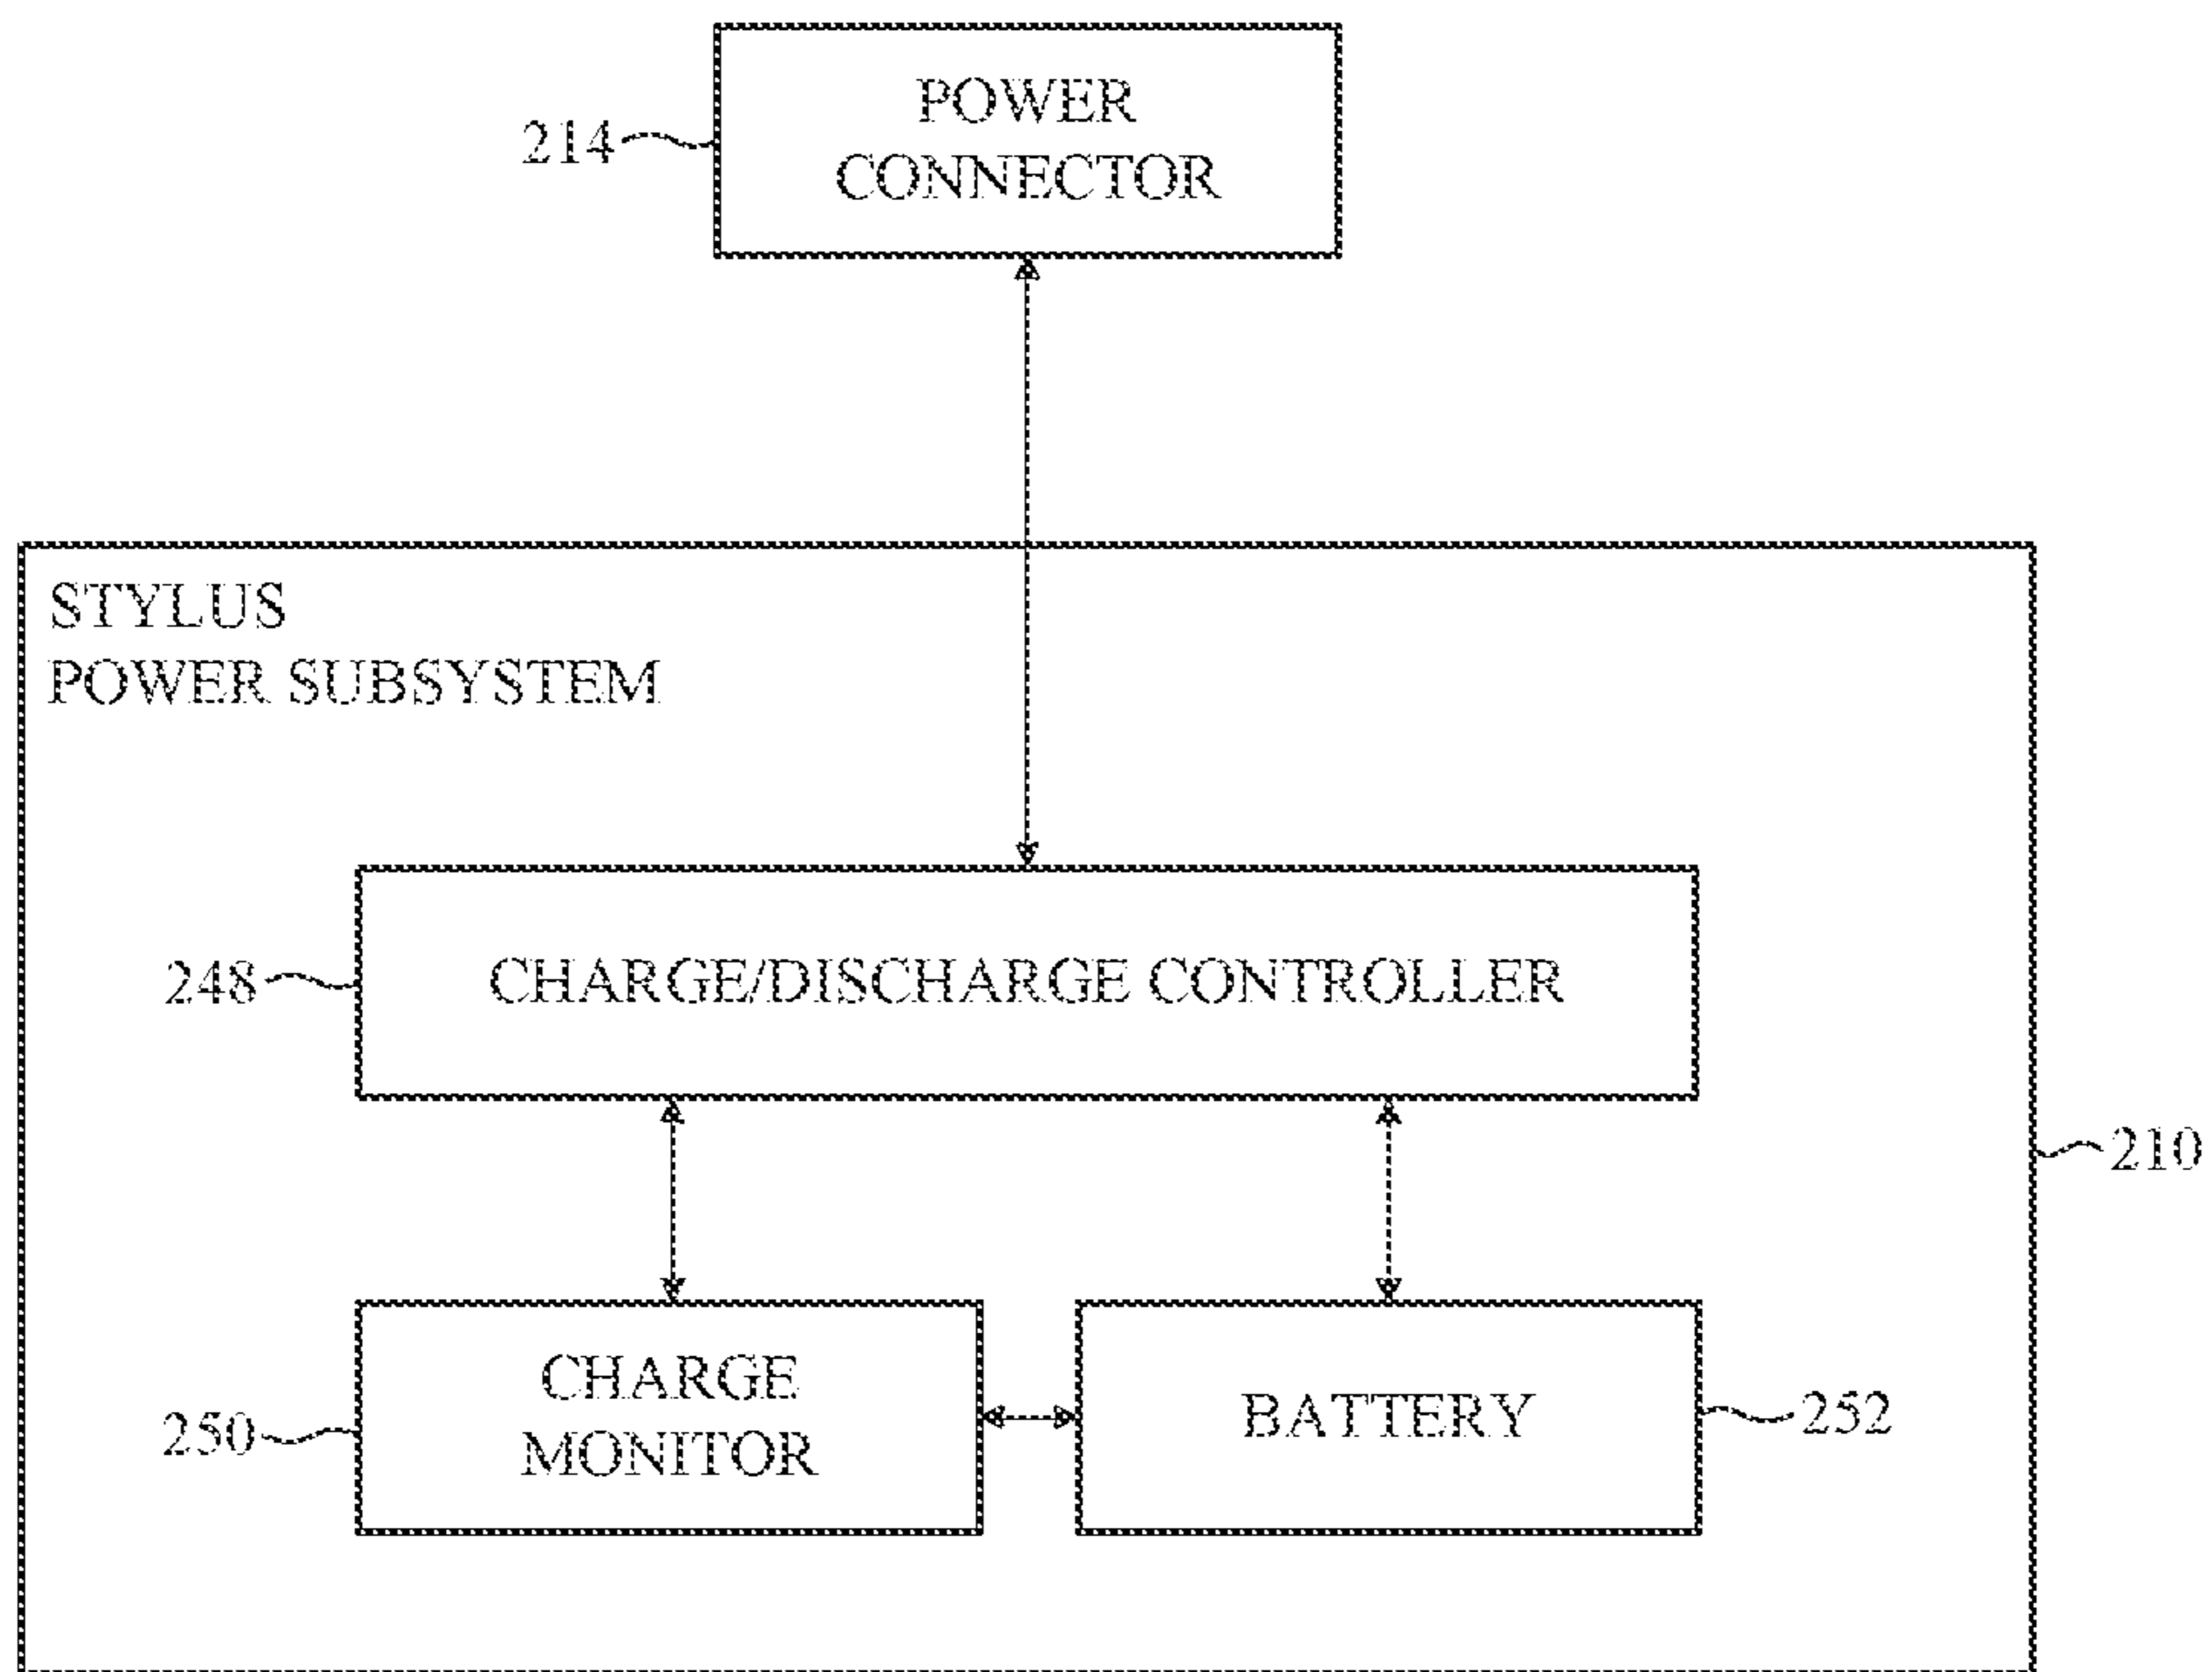 POWER
CONNECTOR
214
STYLUS
POWER SUBSYSTEM
CHARGE/DISCHARGE CONTROLLER
248
210
CHARGE
MONITOR
250
BATTERY
252